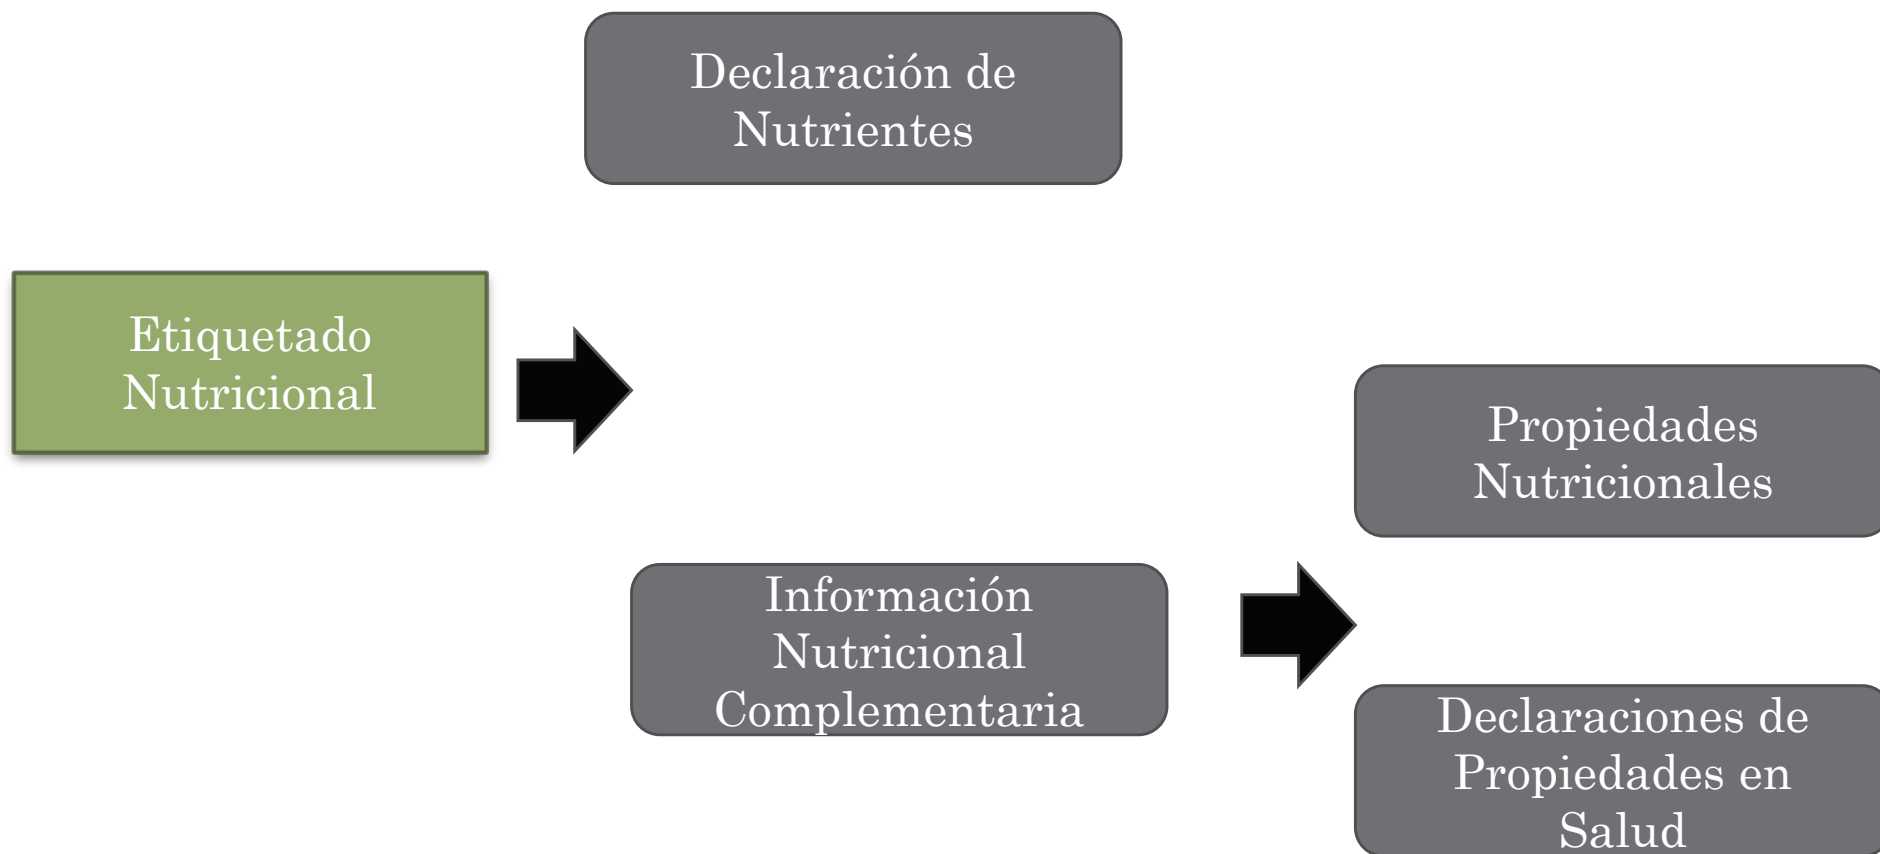 Declaración de
Nutrientes
Etiquetado
Nutricional
Propiedades
Nutricionales
Información
Nutricional
Complementaria
Declaraciones de
Propiedades en
Salud